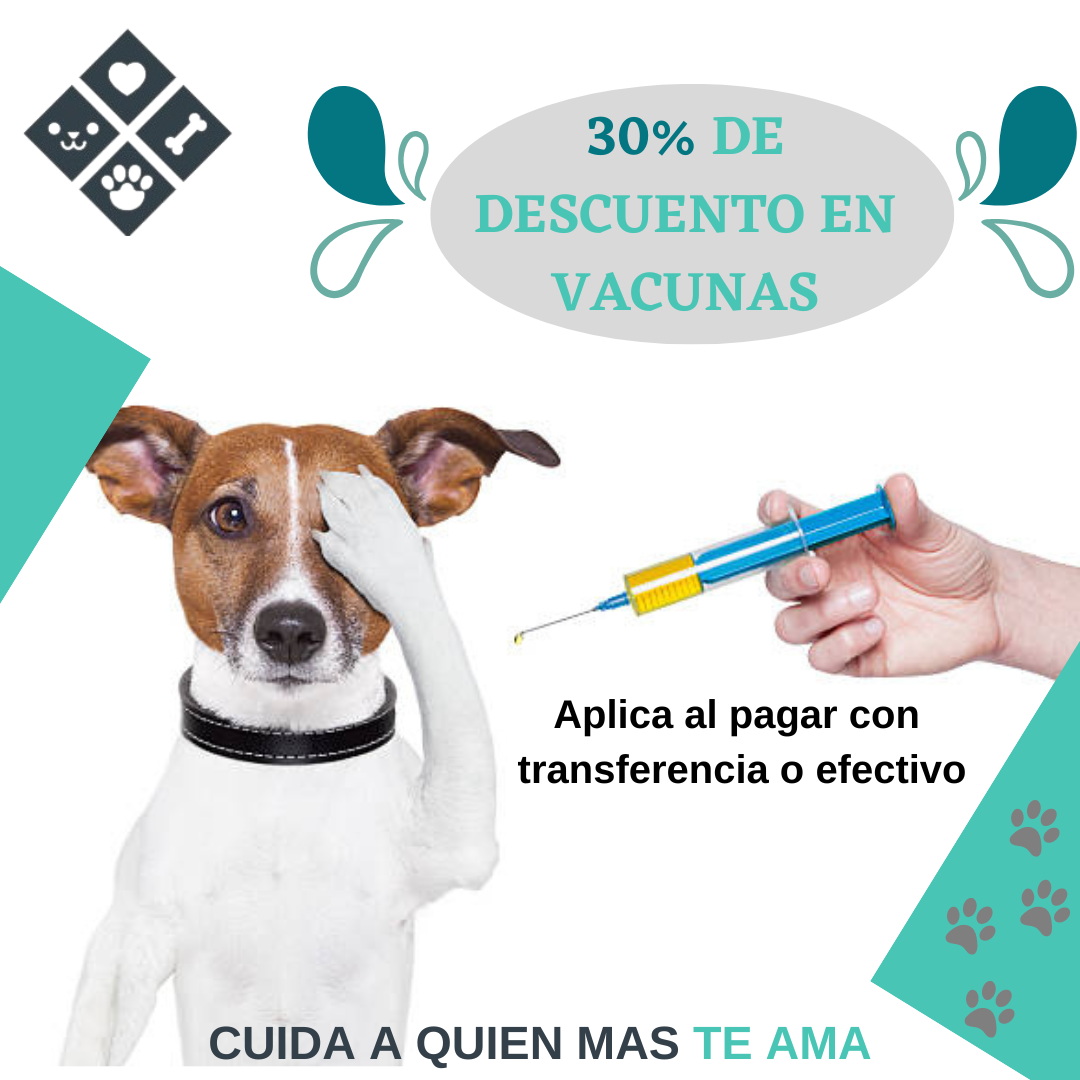 30% DE
DESCUENTO EN
VACUNAS
Aplica al pagar con
transferencia o efectivo
CUIDA A QUIEN MAS TE AMA